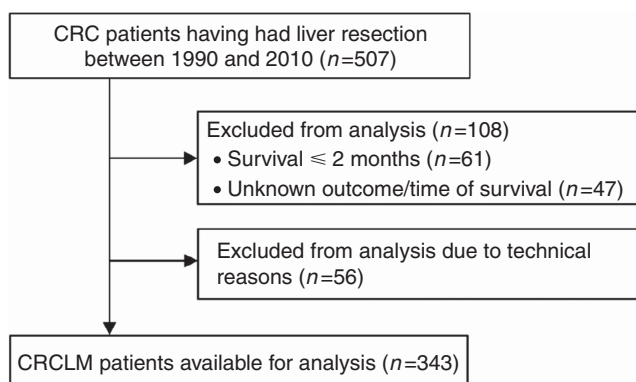 CRC patients having had liver resection
between 1990 and 2010 (n=507)
Excluded from analysis (n=108)
• Survival ⩽ 2 months (n=61)
• Unknown outcome/time of survival (n=47)
Excluded from analysis due to technical
reasons (n=56)
CRCLM patients available for analysis (n=343)